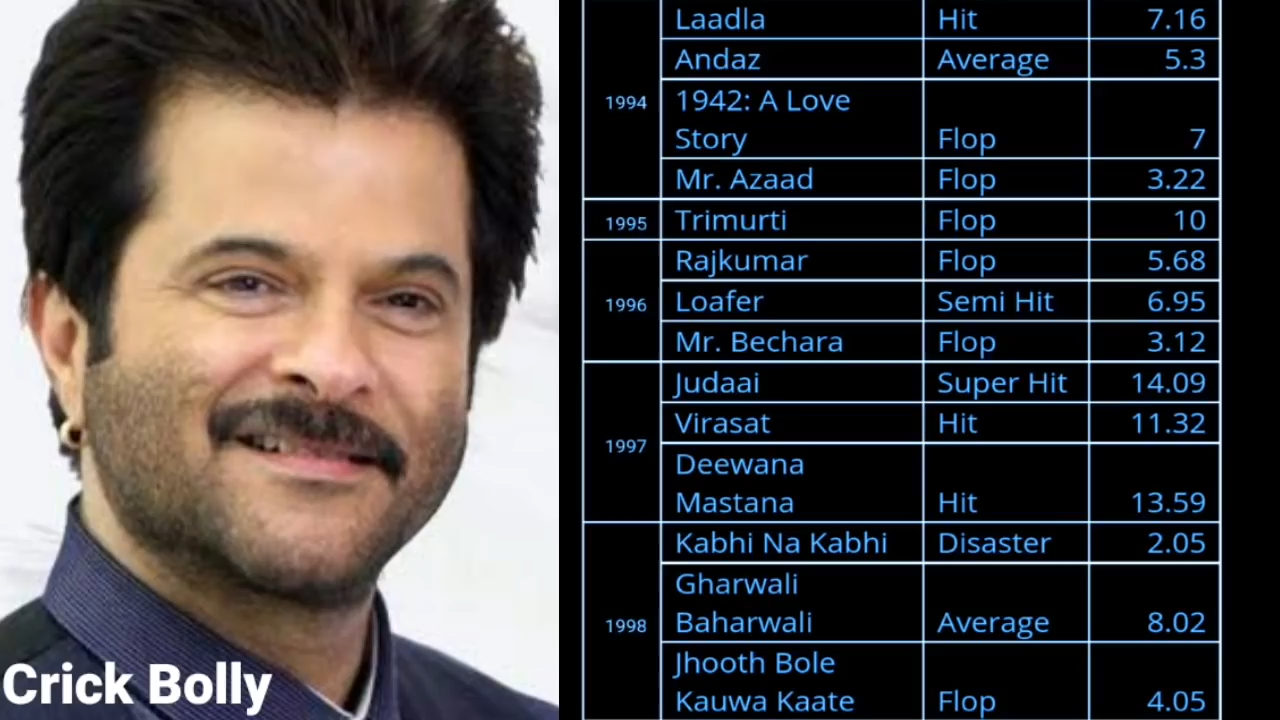 Laadla Hit 7.16
Andaz Average 5.3
1994
1942: A Love
Story Flop 7
Mr. Azaad Flop 3.22
1995 Trimurti Flop 10
Rajkumar Flop 5.68
1996 Loafer Semi Hit 6.95
Mr. Bechara Flop 3.12
Judaai Super Hit 14.09
Virasat Hit 11.32
1997
Deewana
Mastana Hit 13.59
Kabhi Na Kabhi Disaster 2.05
Gharwali
1998 Baharwali Average 8.02
Jhooth Bole
Kauwa Kaate Flop 4.05
Crick Bolly